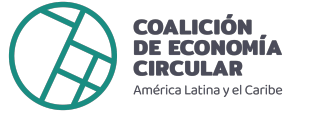 COALICIÓN
DE ECONOMÍA
CIRCULAR
América Latina y el Caribe